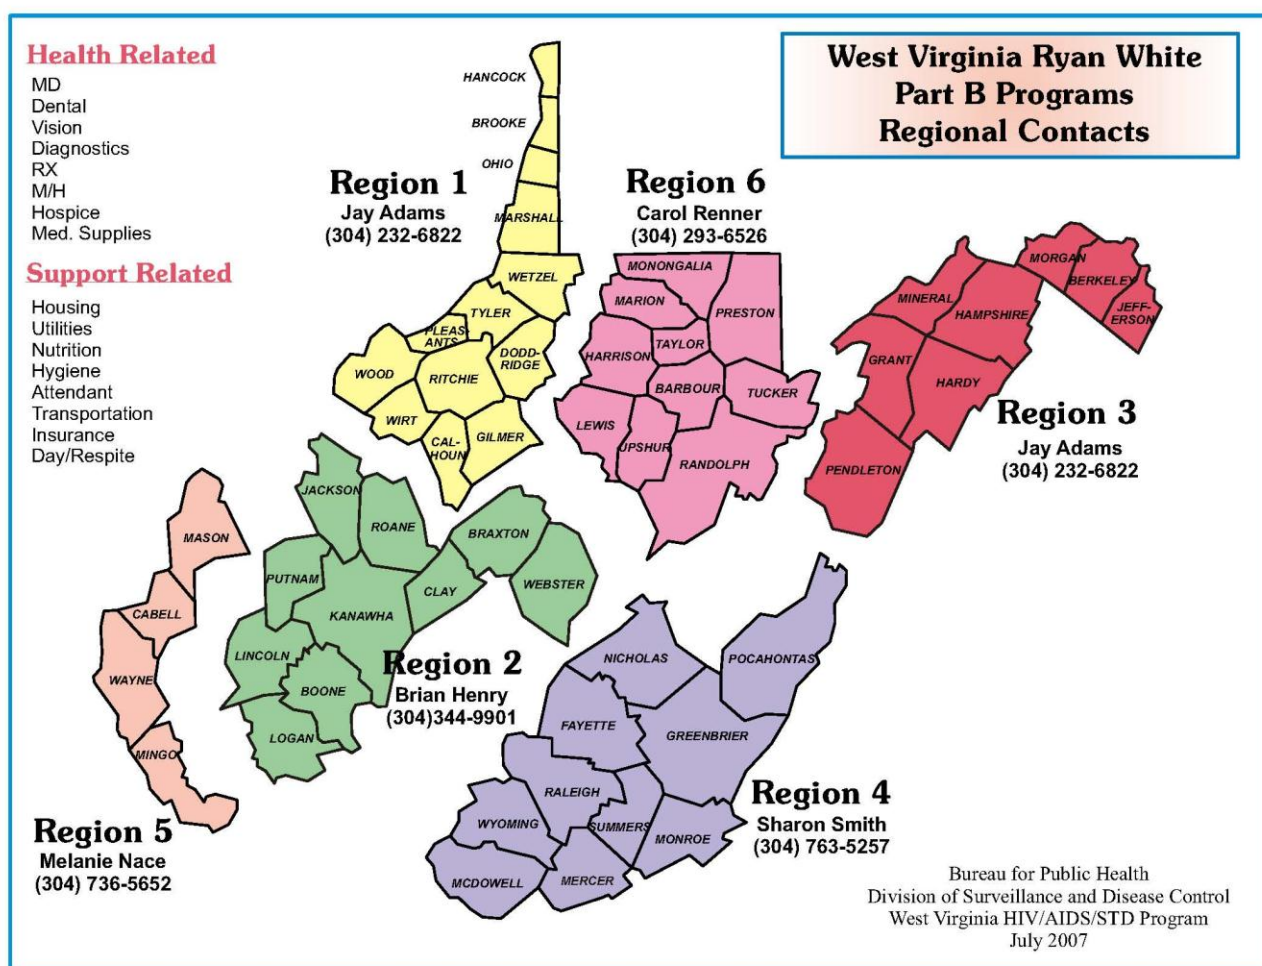 Health Related
MD
Dental
Vision
Diagnostics
RX
M/H
Hospice
Med. Supplies
Support Related
Housing
Utilities
Nutrition
Hygiene
Attendant
Transportation
Insurance
Day/Respite
West Virginia Ryan White
Part B Programs
Regional Contacts
Region 1
Jay Adams
(304) 232-6822
HANCOCK
BROOKE
OHIO
MARSHALL
WETZEL
TYLER
PLEAS-
ANTS
DODD-
RIDGE
WOOD
RITCHIE
WIRT
CAL-
HOUN
GILMER
Region 6
Carol Renner
(304) 293-6526
MONONGALIA
MARION
PRESTON
TAYLOR
HARRISON
BARBOUR
TUCKER
LEWIS
UPSHUR
RANDOLPH
MORGAN
BERKELEY
JEFF-
ERSON
MINERAL
HAMPSHIRE
GRANT
HARDY
PENDLETON
Region 3
Jay Adams
(304) 232-6822
MASON
CABELL
WAYNE
MINGO
Region 5
Melanie Nace
(304) 736-5652
JACKSON
ROANE
BRAXTON
PUTNAM
CLAY
WEBSTER
KANAWHA
LINCOLN
BOONE
LOGAN
Region 2
Brian Henry
(304)344-9901
NICHOLAS
POCAHONTAS
FAYETTE
GREENBRIER
RALEIGH
WYOMING
SUMMERS
MONROE
MCDOWELL
MERCER
Region 4
Sharon Smith
(304) 763-5257
Bureau for Public Health
Division of Surveillance and Disease Control
West Virginia HIV/AIDS/STD Program
July 2007